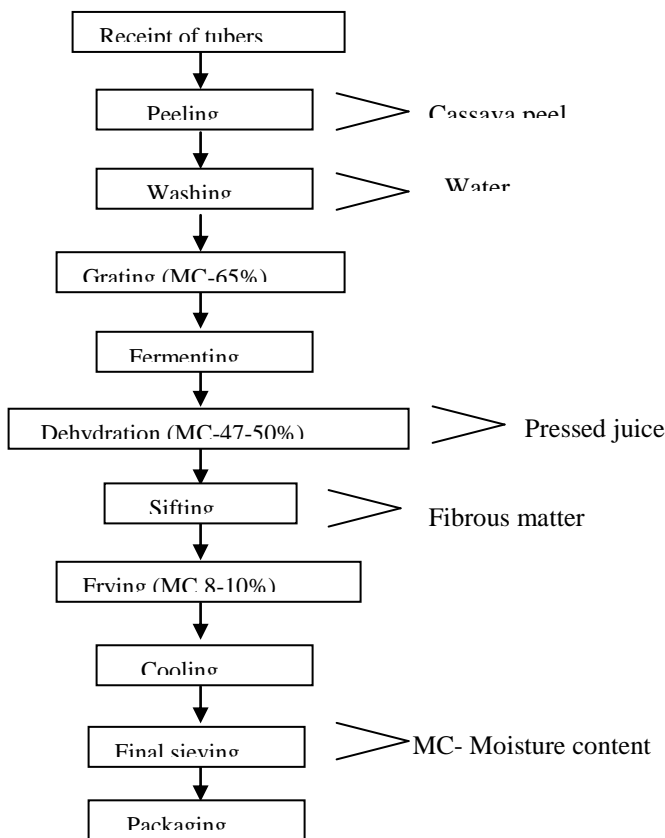 Receipt of tubers
Peeling
Cassava peel
Washing
Water
Grating (MC-65%)
Fermenting
Dehydration (MC-47-50%)
Pressed juice
Sifting
Fibrous matter
Frying (MC 8-10%)
Cooling
Final sieving
MC- Moisture content
Packaging